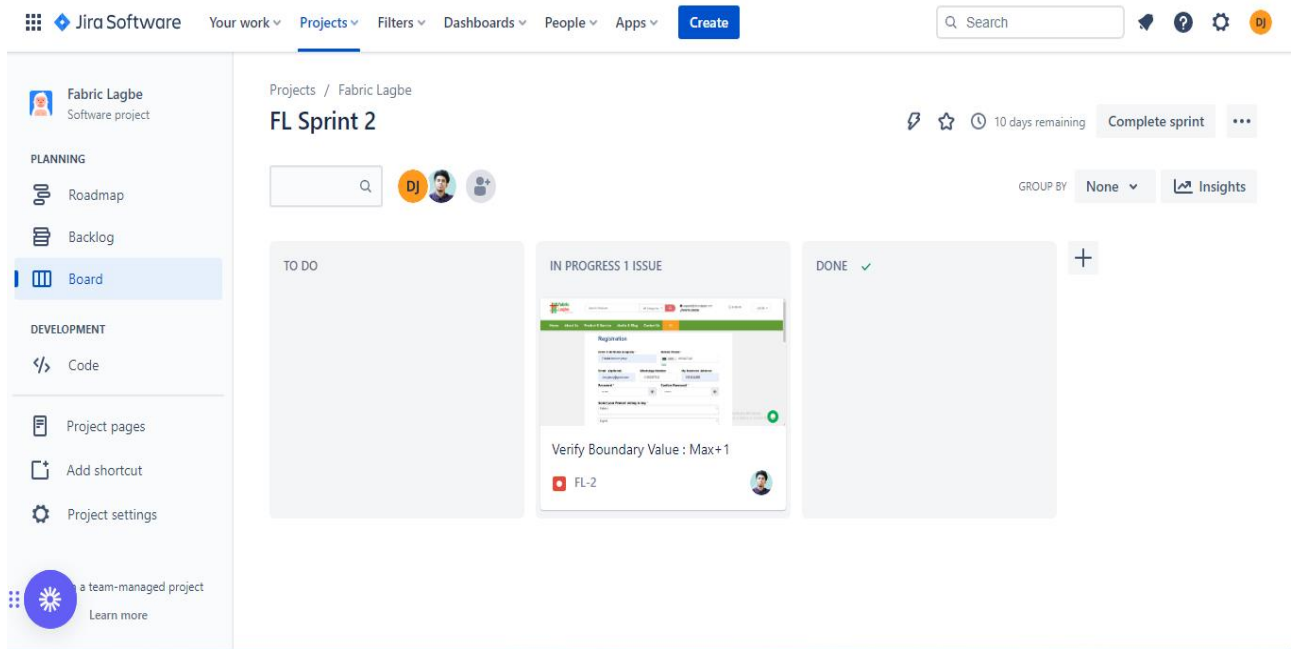 Jira Software Your work Projects Filters Dashboards People Apps Create Search DJ
Fabric Lagbe
Software project
PLANNING
Roadmap
Backlog
Board
DEVELOPMENT
Code
Project pages
Add shortcut
Project settings
a team-managed project
Learn more
Projects / Fabric Lagbe
FL Sprint 2
10 days remaining Complete sprint
DJ
GROUP BY None Insights
TO DO
IN PROGRESS 1 ISSUE
Registration
Verify Boundary Value : Max+1
FL-2
DONE